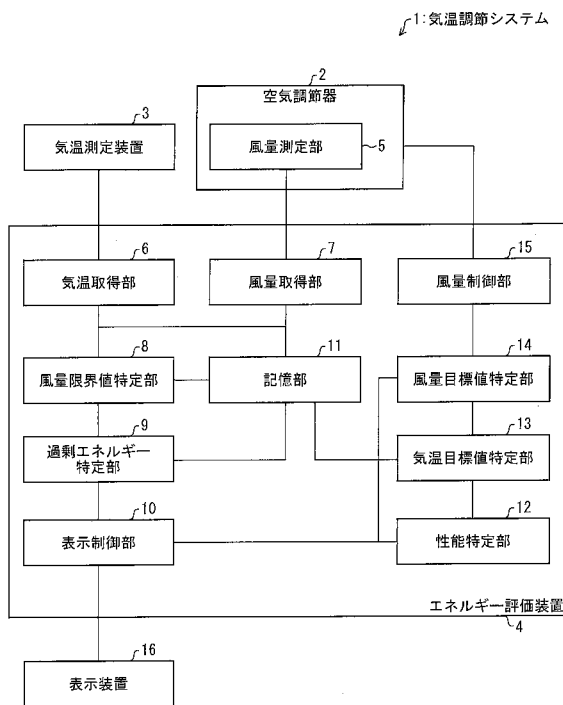 1:気温調節システム
2
空気調節器
3
気温測定装置
風量測定部
5
6
気温取得部
7
風量取得部
15
風量制御部
8
風量限界値特定部
11
記憶部
14
風量目標値特定部
9
過剰エネルギー
特定部
13
気温目標値特定部
10
表示制御部
12
性能特定部
エネルギー評価装置
4
16
表示装置